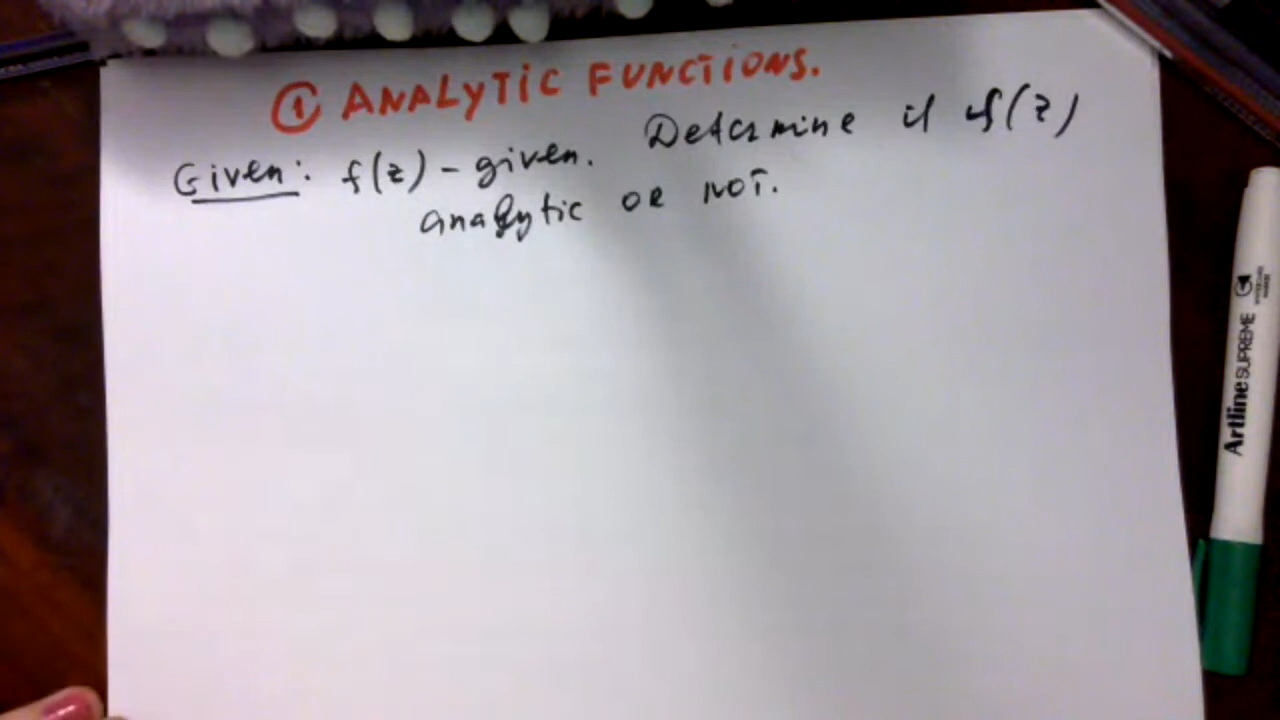 ① ANALYTIC FUNCTIONS.
Given: f(z) - given. Determine if f(z)
analytic or NOT.
Artline SUPREME